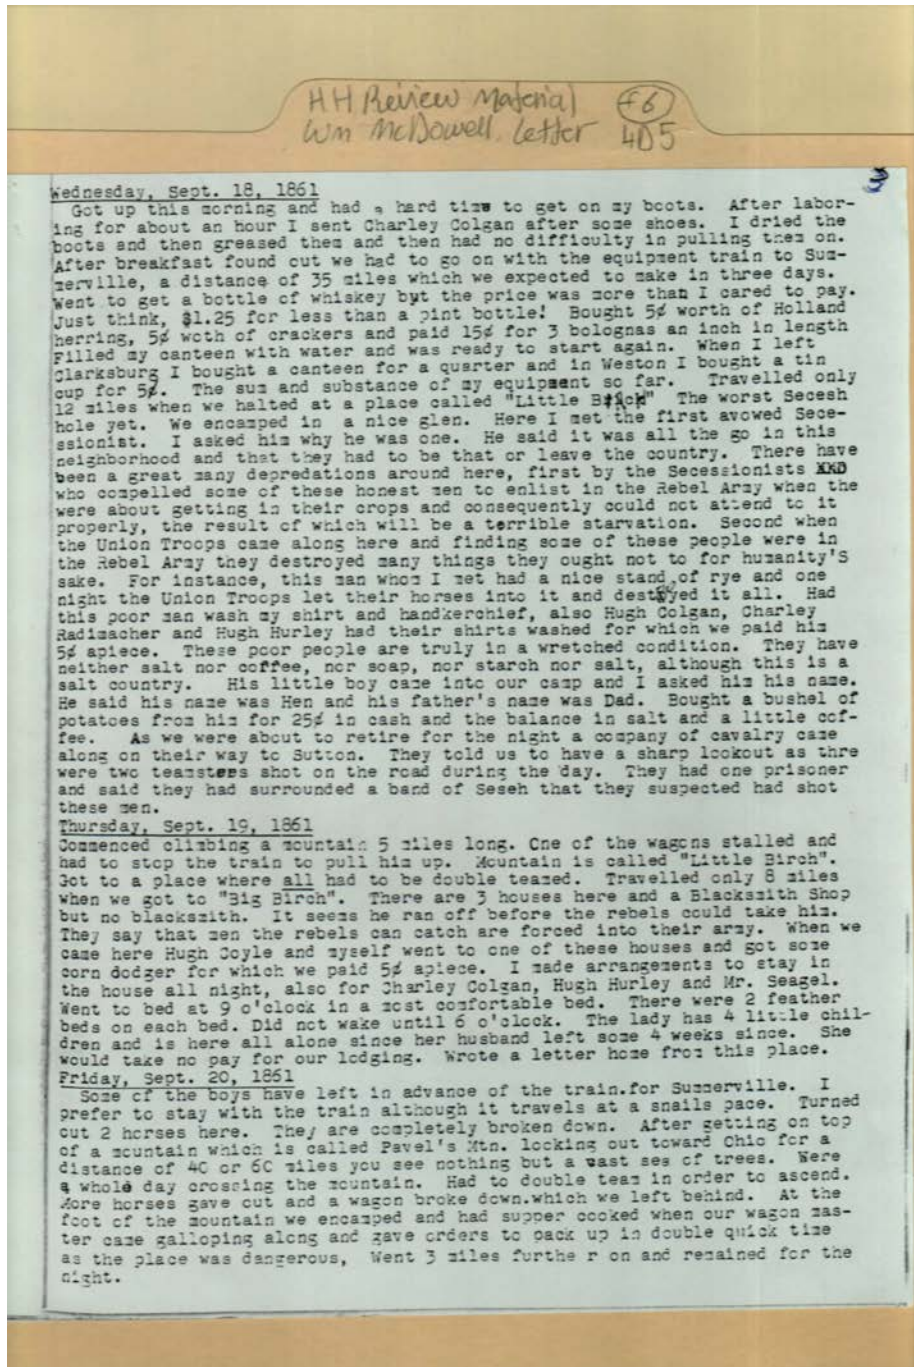 HH Review Material f6
Wm McDowell Letter 4D5
Wednesday, Sept. 18, 1861
Got up this morning and had a hard time to get on my boots. After labor-
ing for about an hour I sent Charley Colgan after some shoes. I dried the
boots and then greased them and then had no difficulty in pulling them on.
After breakfast found out we had to go on with the equipment train to Sum-
merville, a distance of 35 miles which we expected to make in three days.
Went to get a bottle of whiskey but the price was more than I cared to pay.
Just think, $1.25 for less than a pint bottle! Bought 5¢ worth of Holland
herring, 5¢ woth of crackers and paid 15¢ for 3 bolognas an inch in length
Filled my canteen with water and was ready to start again. When I left
Clarksburg I bought a canteen for a quarter and in Weston I bought a tin
cup for 5¢. The sum and substance of my equipment so far. Travelled only
12 miles when we halted at a place called "Little Birch" The worst Secesh
hole yet. We encamped in a nice glen. Here I met the first avowed Sece-
ssionist. I asked him why he was one. He said it was all the go in this
neighborhood and that they had to be that or leave the country. There have
been a great many depredations around here, first by the Secessionists XXD
who compelled some of these honest men to enlist in the Rebel Army when the
were about getting in their crops and consequently could not attend to it
properly, the result of which will be a terrible starvation. Second when
the Union Troops came along here and finding some of these people were in
the Rebel Army they destroyed many things they ought not to for humanity'S
sake. For instance, this man whom I met had a nice stand of rye and one
night the Union Troops let their horses into it and destroyed it all. Had
this poor man wash my shirt and handkerchief, also Hugh Colgan, Charley
Radimacher and Hugh Hurley had their shirts washed for which we paid him
5¢ apiece. These poor people are truly in a wretched condition. They have
neither salt nor coffee, nor soap, nor starch nor salt, although this is a
salt country. His little boy came into our camp and I asked him his name.
He said his name was Hen and his father's name was Dad. Bought a bushel of
potatoes from him for 25¢ in cash and the balance in salt and a little cof-
fee. As we were about to retire for the night a company of cavalry came
along on their way to Sutton. They told us to have a sharp lookout as thre
were two teamsters shot on the road during the day. They had one prisoner
and said they had surrounded a band of Seseh that they suspected had shot
these men.
Thursday, Sept. 19, 1861
Commenced climbing a mountain 5 miles long. One of the wagons stalled and
had to stop the train to pull him up. Mountain is called "Little Birch".
Got to a place where all had to be double teamed. Travelled only 8 miles
when we got to "Big Birch". There are 3 houses here and a Blacksmith Shop
but no blacksmith. It seems he ran off before the rebels could take him.
They say that men the rebels can catch are forced into their army. When we
came here Hugh Coyle and myself went to one of these houses and got some
corn dodger for which we paid 5¢ apiece. I made arrangements to stay in
the house all night, also for Charley Colgan, Hugh Hurley and Mr. Seagel.
Went to bed at 9 o'clock in a most comfortable bed. There were 2 feather
beds on each bed. Did not wake until 6 o'clock. The lady has 4 little chil-
dren and is here all alone since her husband left some 4 weeks since. She
would take no pay for our lodging. Wrote a letter home from this place.
Friday, Sept. 20, 1861
Some of the boys have left in advance of the train.for Summerville. I
prefer to stay with the train although it travels at a snails pace. Turned
out 2 horses here. They are completely broken down. After getting on top
of a mountain which is called Pavel's Mtn. looking out toward Ohio for a
distance of 40 or 60 miles you see nothing but a vast sea of trees. Were
a whole day crossing the mountain. Had to double team in order to ascend.
More horses gave out and a wagon broke down.which we left behind. At the
foot of the mountain we encamped and had supper cooked when our wagon mas-
ter came galloping along and gave orders to pack up in double quick time
as the place was dangerous, Went 3 miles furthe r on and remained for the
night.